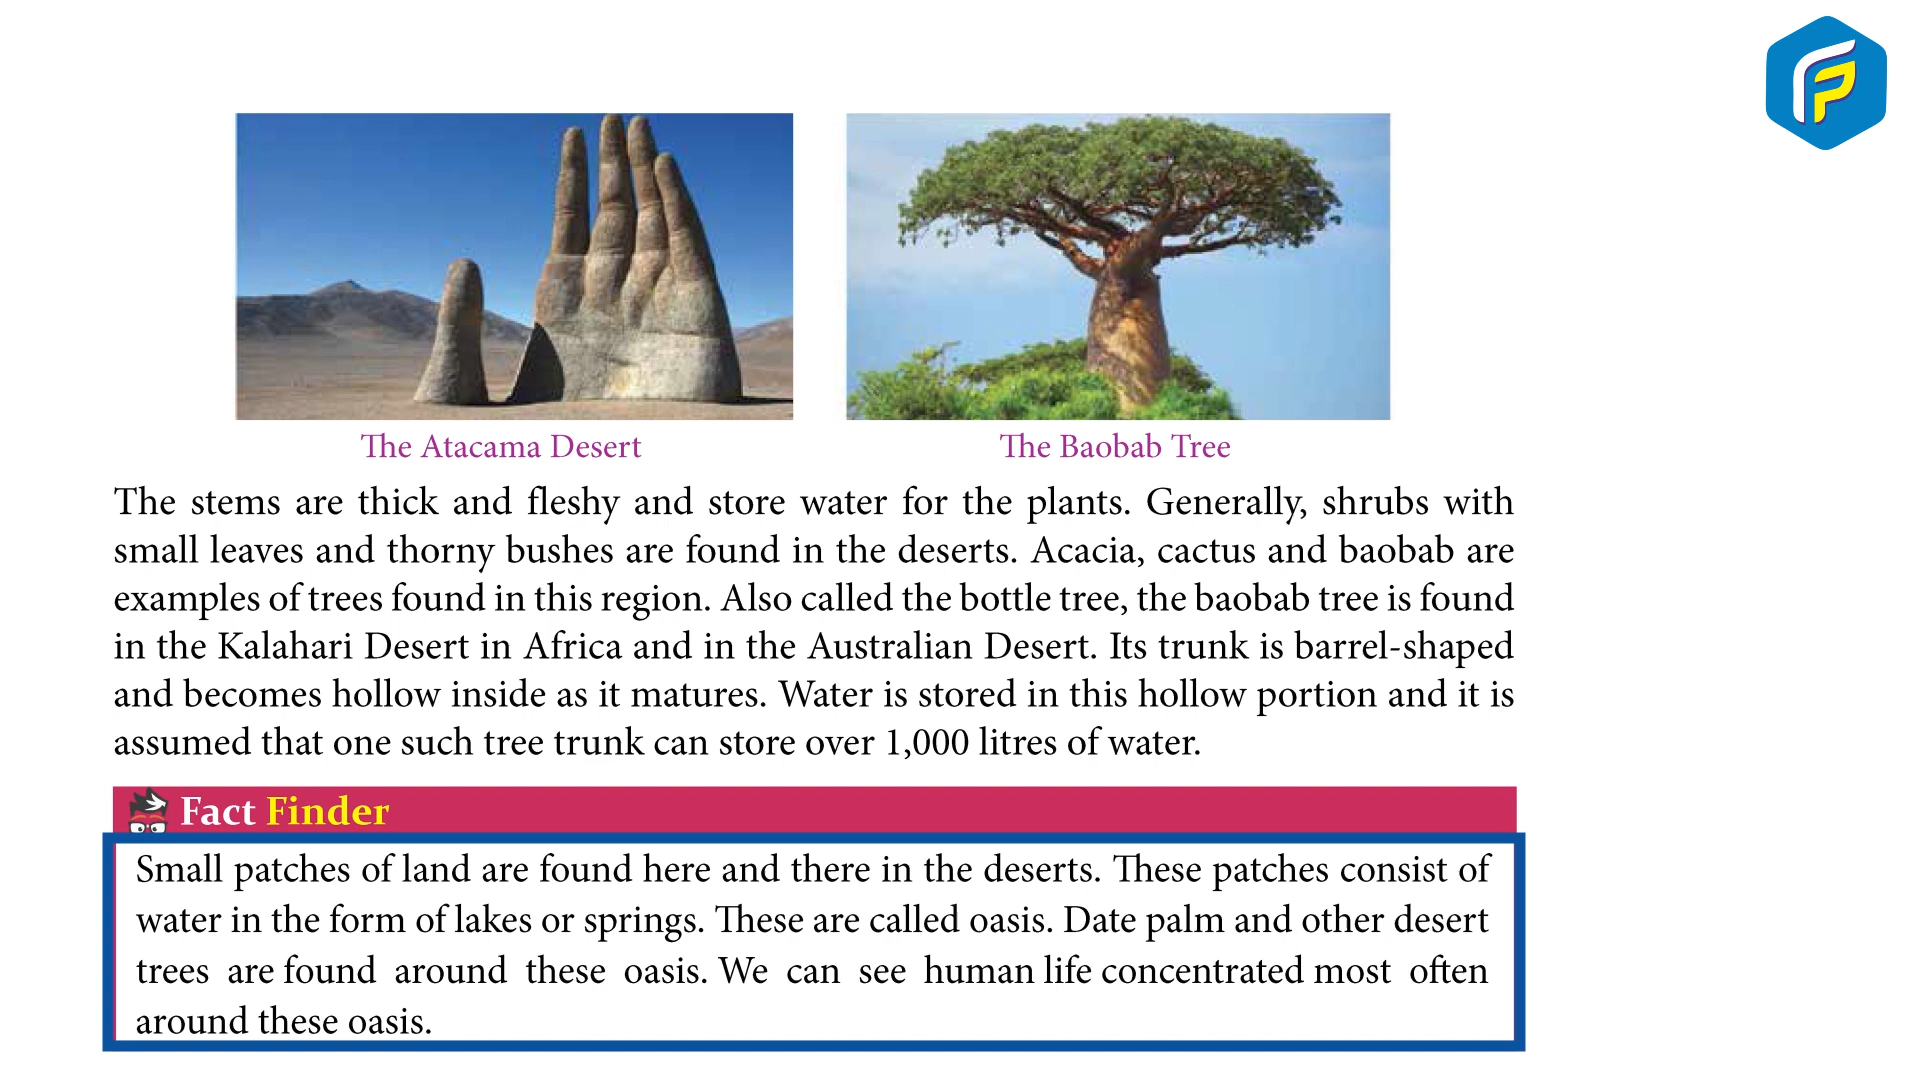 The Atacama Desert
The Baobab Tree
The stems are thick and fleshy and store water for the plants. Generally, shrubs with
small leaves and thorny bushes are found in the deserts. Acacia, cactus and baobab are
examples of trees found in this region. Also called the bottle tree, the baobab tree is found
in the Kalahari Desert in Africa and in the Australian Desert. Its trunk is barrel-shaped
and becomes hollow inside as it matures. Water is stored in this hollow portion and it is
assumed that one such tree trunk can store over 1,000 litres of water.
Fact Finder
Small patches of land are found here and there in the deserts. These patches consist of
water in the form of lakes or springs. These are called oasis. Date palm and other desert
trees are found around these oasis. We can see human life concentrated most often
around these oasis.